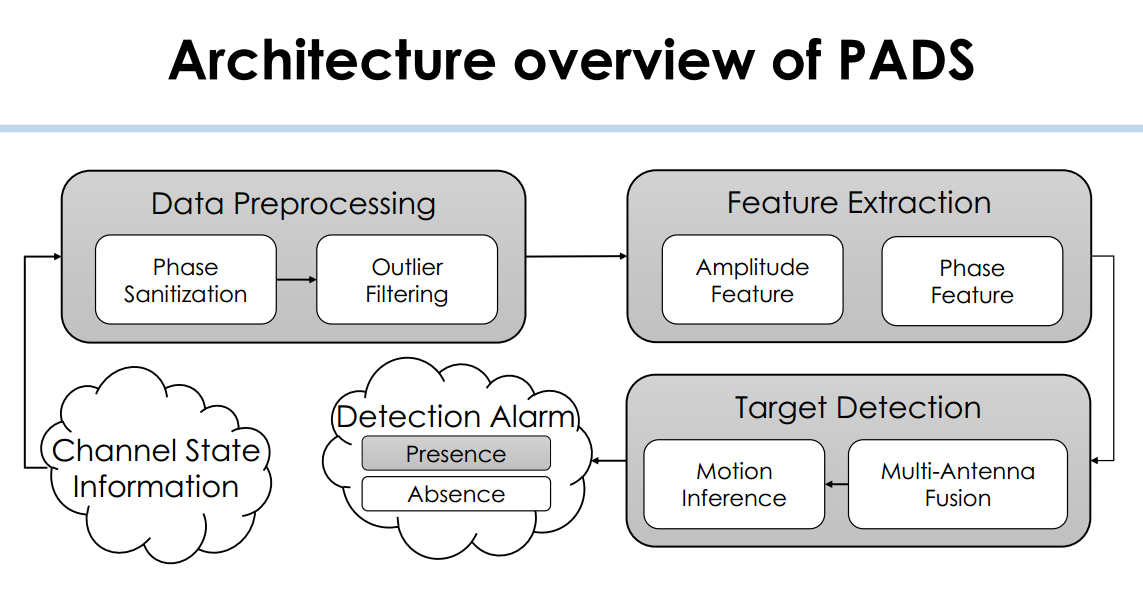 Architecture overview of PADS
Data Preprocessing
Phase
Sanitization
Outlier
Filtering
Feature Extraction
Amplitude
Feature
Phase
Feature
Channel State
Information
Detection Alarm
Presence
Absence
Target Detection
Motion
Inference
Multi-Antenna
Fusion